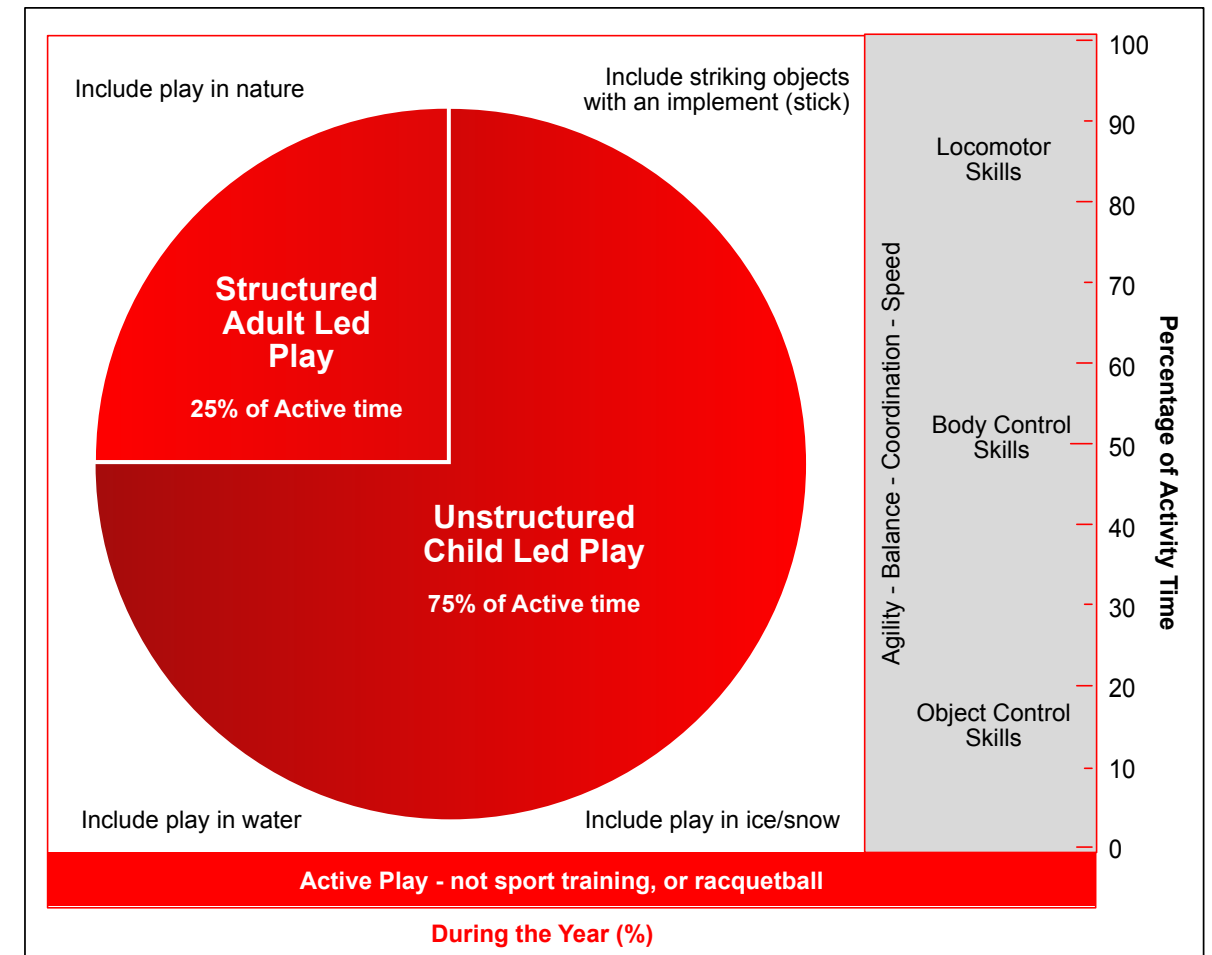 Include play in nature
Include striking objects
with an implement (stick)
Structured
Adult Led
Play
25% of Active time
Unstructured
Child Led Play
75% of Active time
Include play in water
Include play in ice/snow
Agility - Balance - Coordination - Speed
Locomotor
Skills
Body Control
Skills
Object Control
Skills
100
90
80
70
60
50
40
30
20
10
0
Percentage of Activity Time
Active Play - not sport training, or racquetball
During the Year (%)